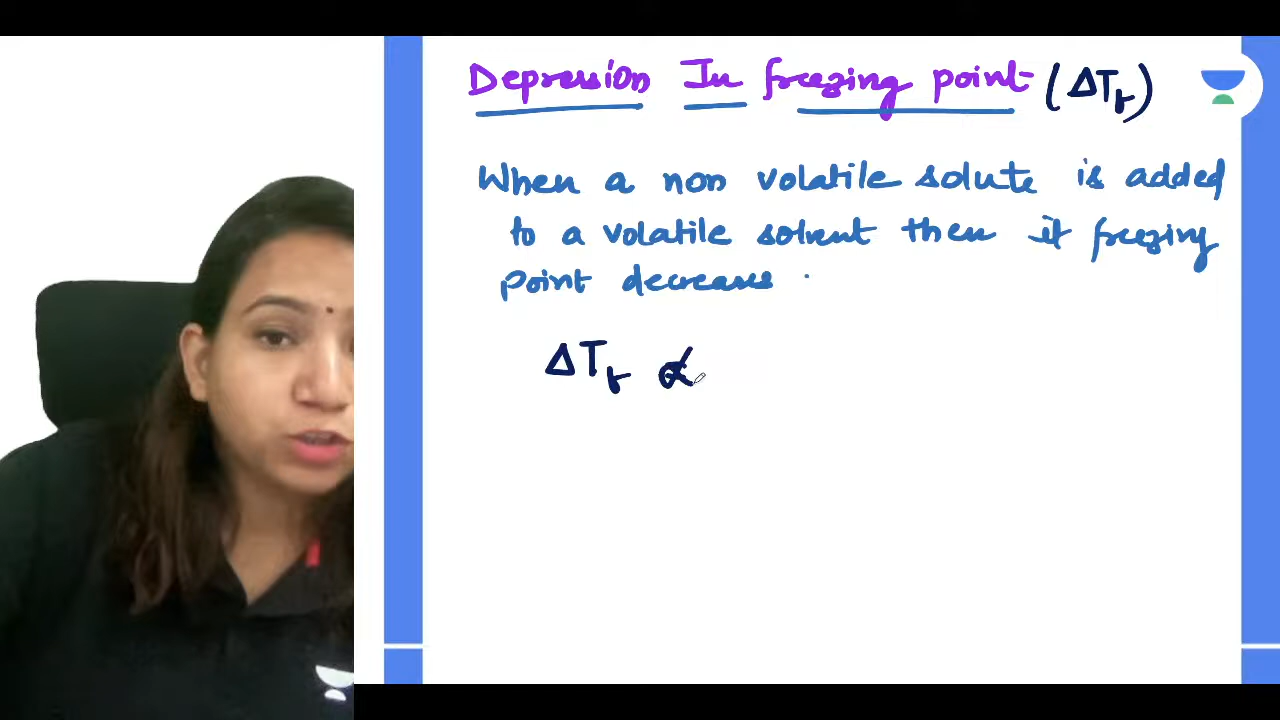 Depression In freezing point (ΔTf)
When a non volatile solute is added
to a volatile solvent then it freezing
point decreases .
ΔTf ∝